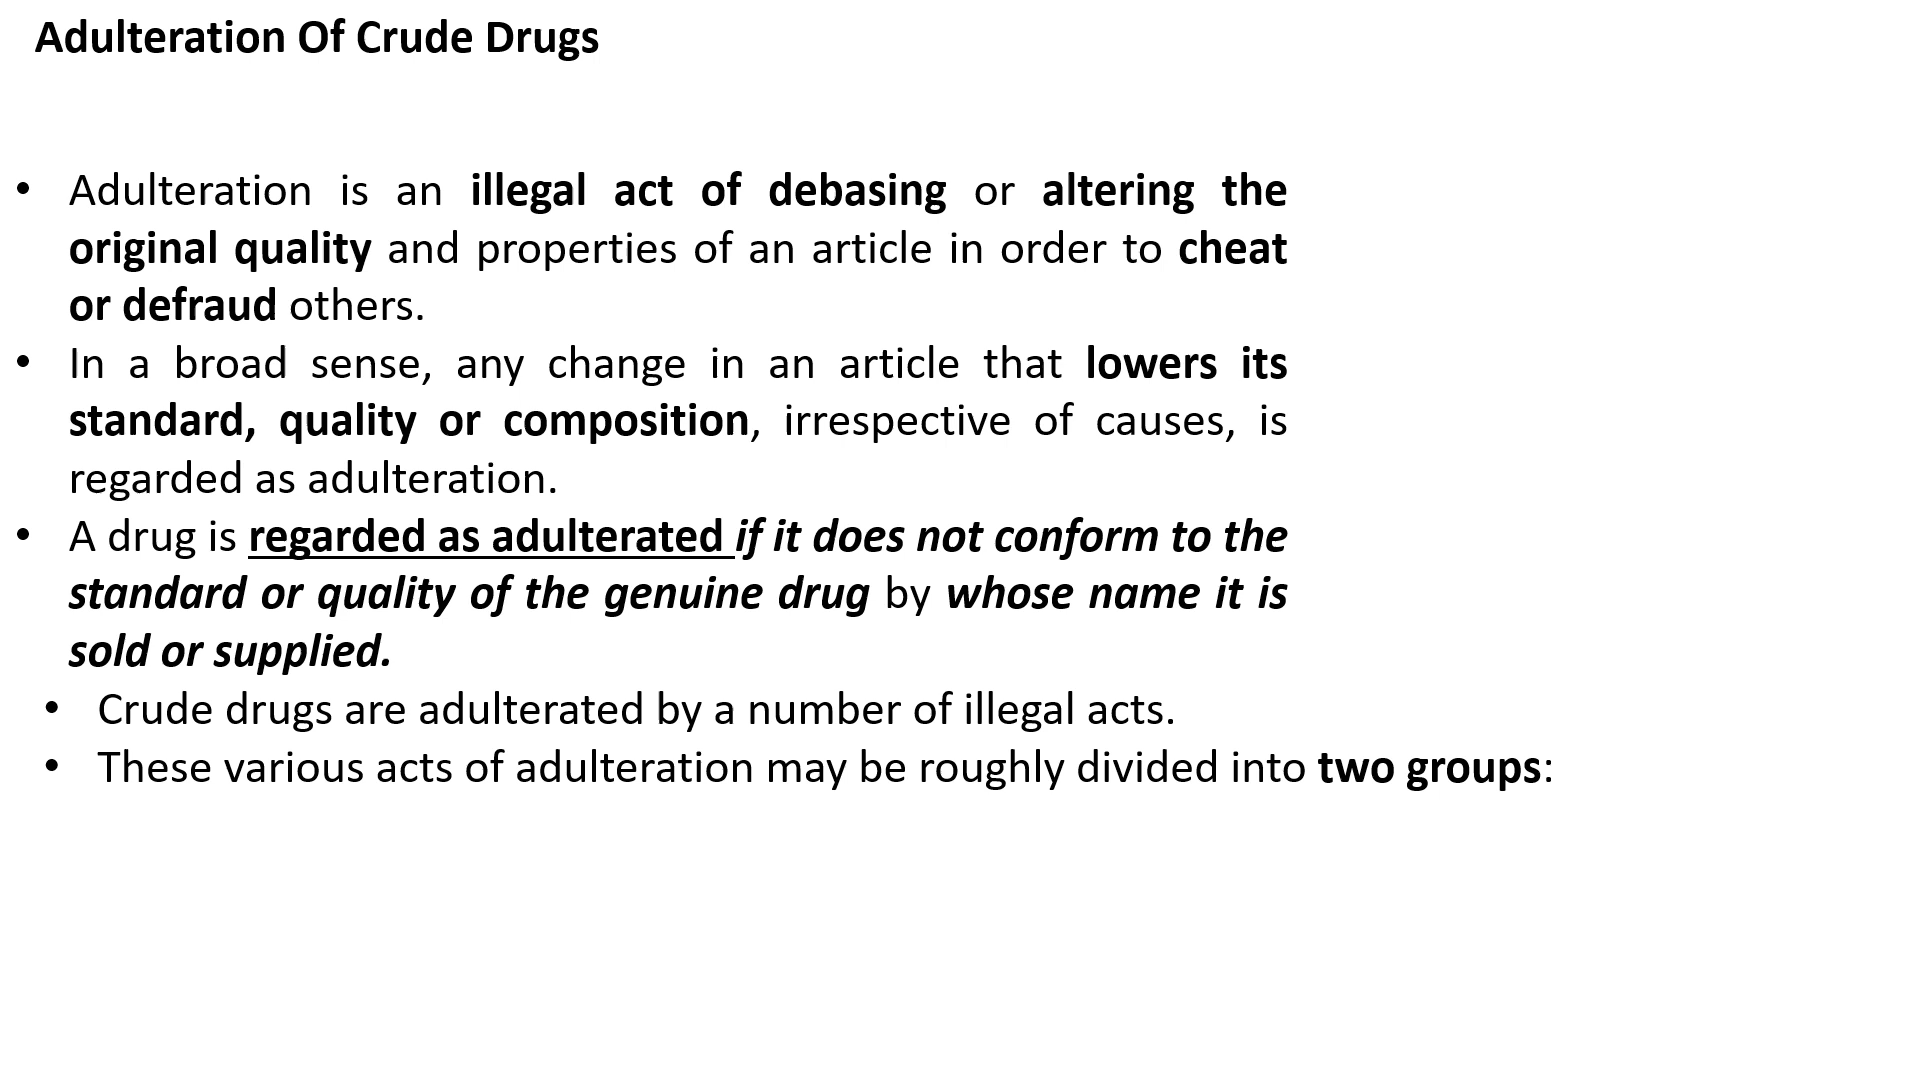 Adulteration Of Crude Drugs
• Adulteration is an illegal act of debasing or altering the
original quality and properties of an article in order to cheat
or defraud others.
• In a broad sense, any change in an article that lowers its
standard, quality or composition, irrespective of causes, is
regarded as adulteration.
• A drug is regarded as adulterated if it does not conform to the
standard or quality of the genuine drug by whose name it is
sold or supplied.
• Crude drugs are adulterated by a number of illegal acts.
• These various acts of adulteration may be roughly divided into two groups: